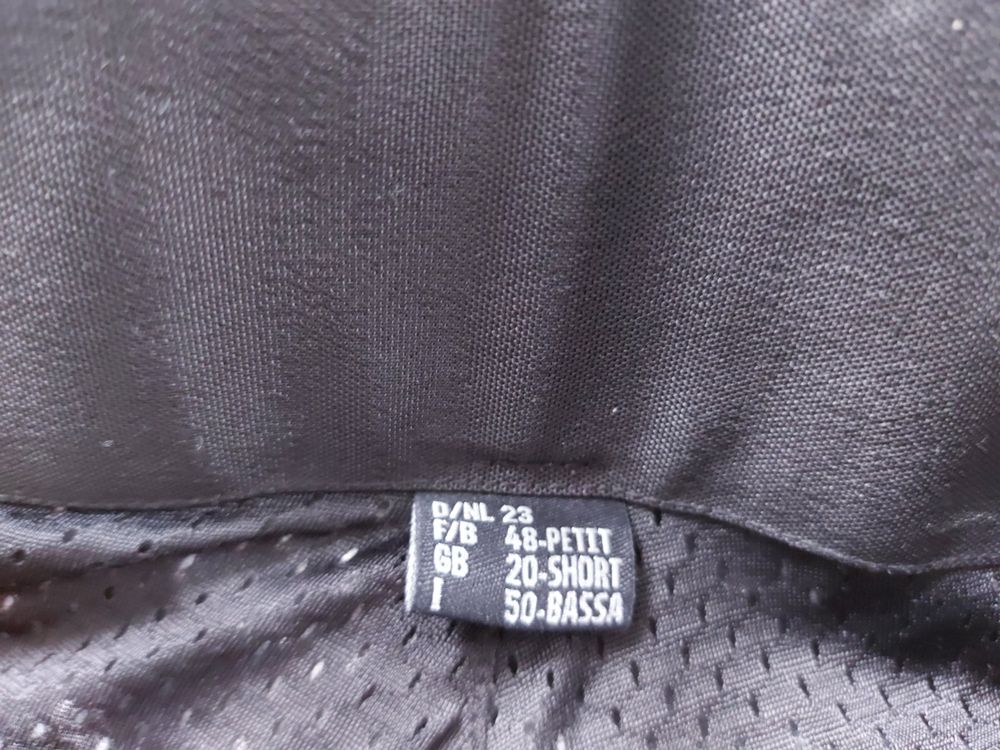 D/NL 23
F/B 48-PETIT
GB 20-SHORT
I 50-BASSA